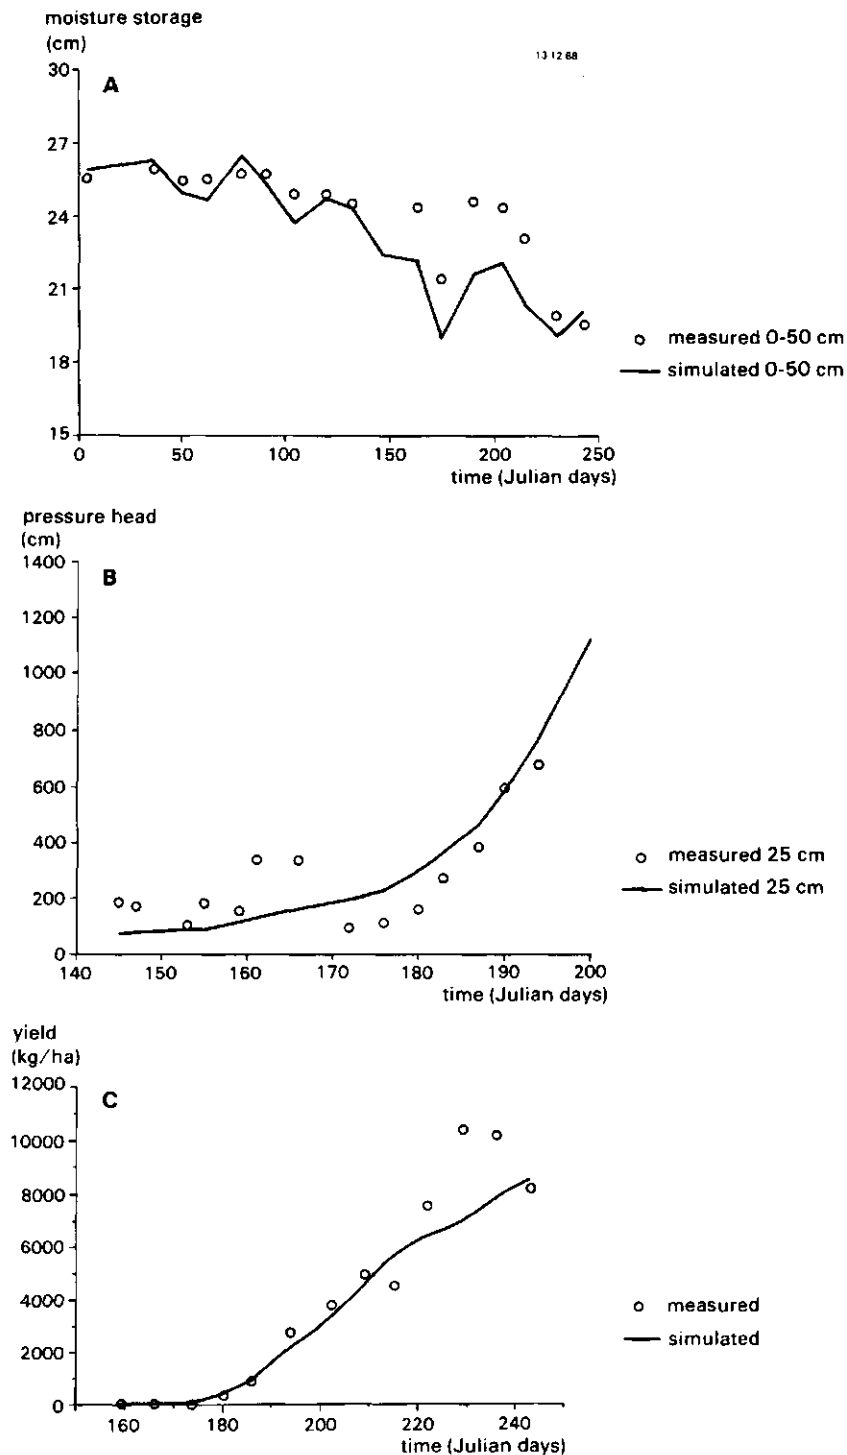 moisture storage
(cm)
13 12 88
A
30
27
24
21
18
15
0 50 100 150 200 250
time (Julian days)
measured 0-50 cm
simulated 0-50 cm
pressure head
(cm)
B
1400
1200
1000
800
600
400
200
0
140 150 160 170 180 190 200
time (Julian days)
measured 25 cm
simulated 25 cm
yield
(kg/ha)
C
12000
10000
8000
6000
4000
2000
0
160 180 200 220 240
time (Julian days)
measured
simulated